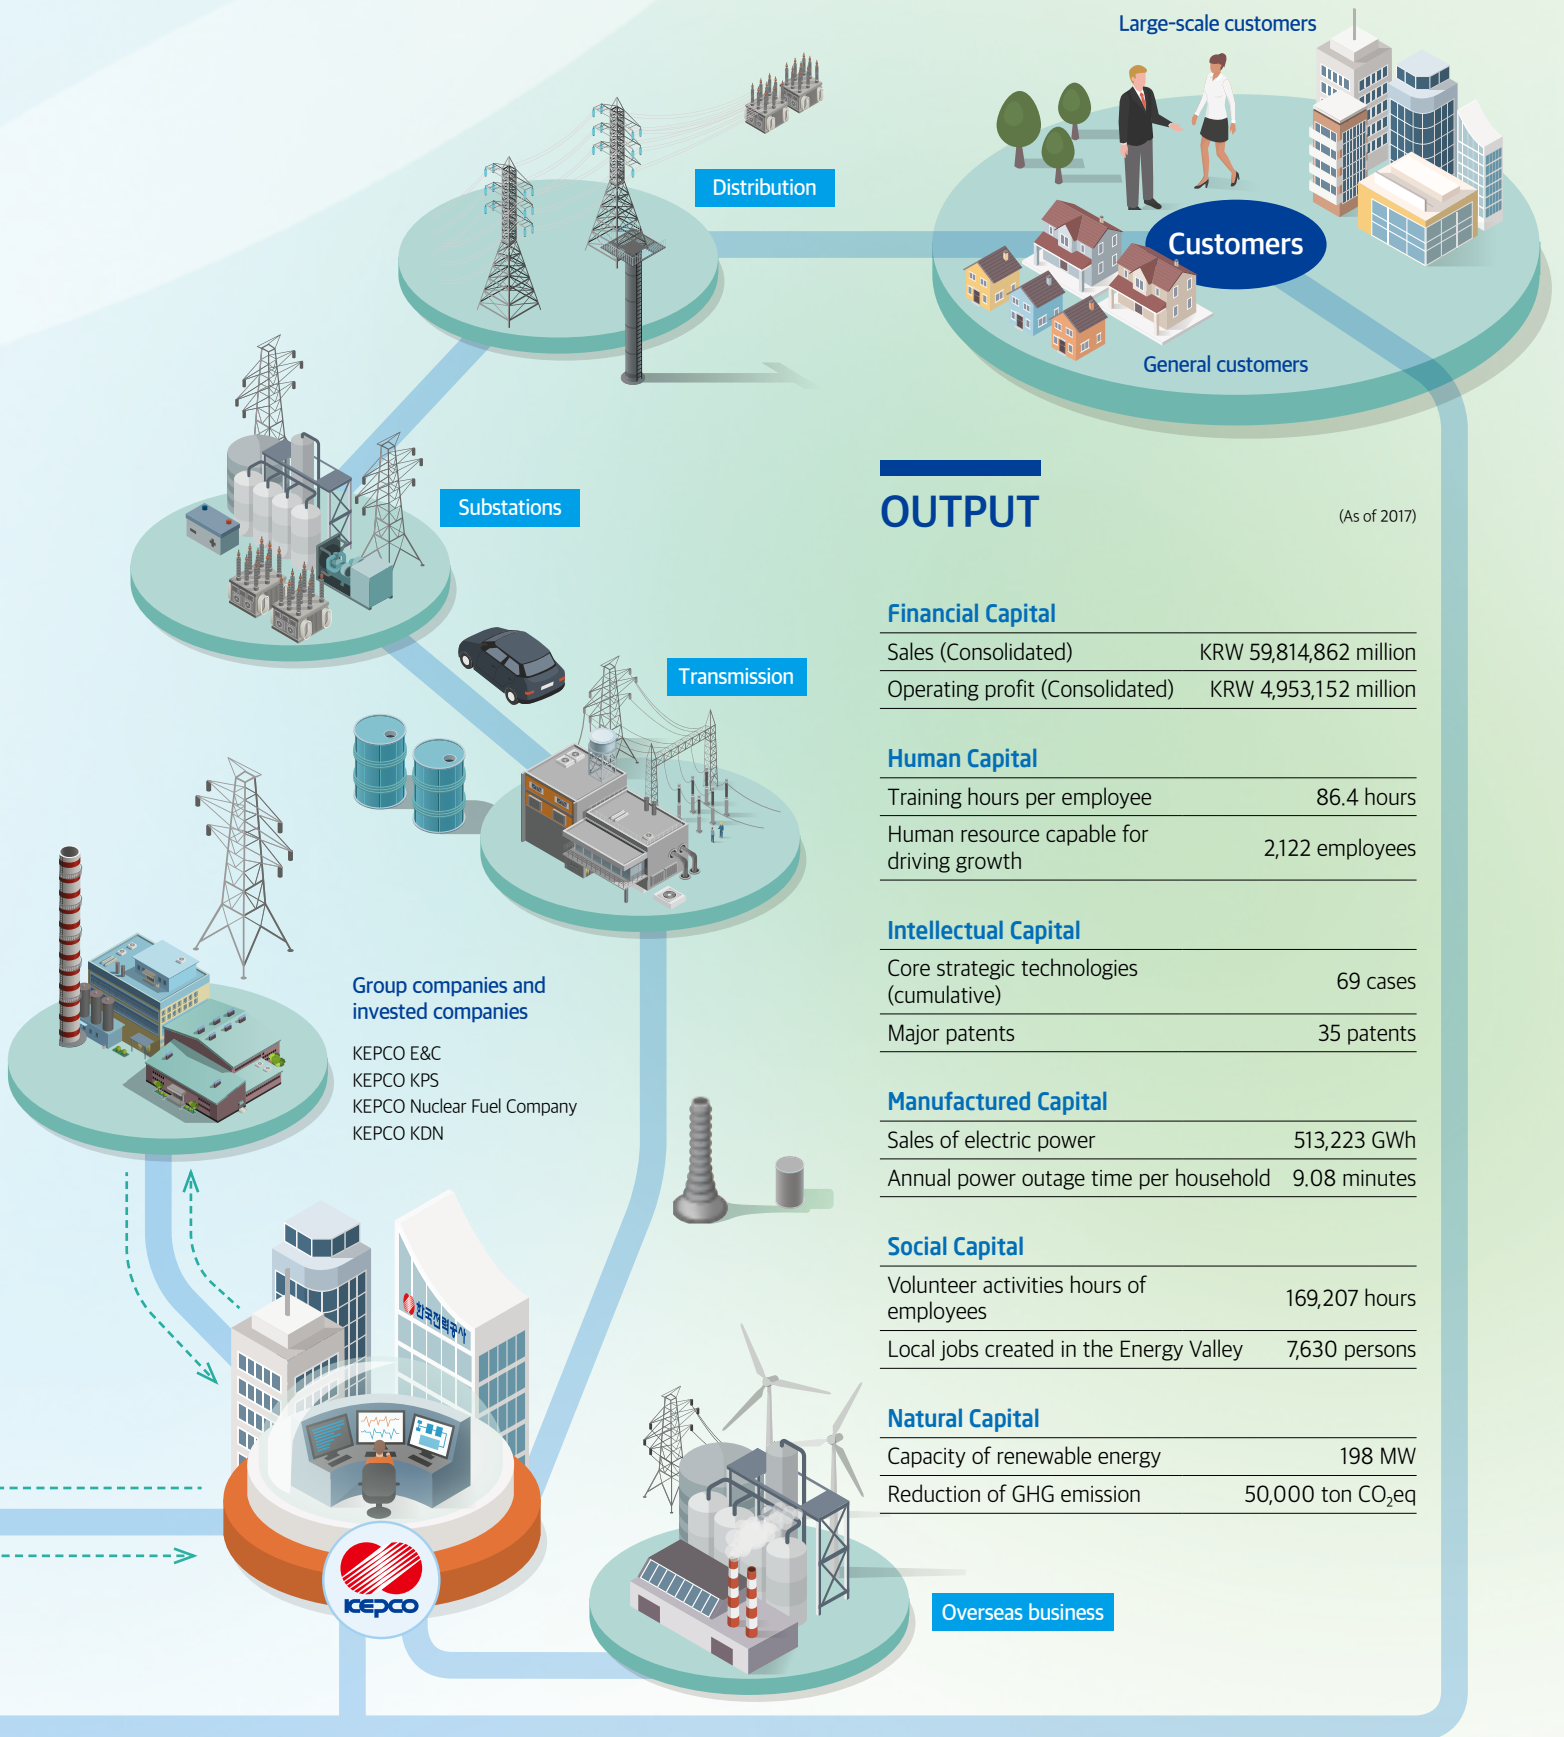 Large-scale customers
Distribution
Customers
General customers
Substations
Transmission
Group companies and
invested companies
KEPCO E&C
KEPCO KPS
KEPCO Nuclear Fuel Company
KEPCO KDN
한국전력공사
KEPCO
Overseas business
OUTPUT
(As of 2017)
Financial Capital
Sales (Consolidated) KRW 59,814,862 million
Operating profit (Consolidated) KRW 4,953,152 million
Human Capital
Training hours per employee 86.4 hours
Human resource capable for
driving growth 2,122 employees
Intellectual Capital
Core strategic technologies
(cumulative) 69 cases
Major patents 35 patents
Manufactured Capital
Sales of electric power 513,223 GWh
Annual power outage time per household 9.08 minutes
Social Capital
Volunteer activities hours of
employees 169,207 hours
Local jobs created in the Energy Valley 7,630 persons
Natural Capital
Capacity of renewable energy 198 MW
Reduction of GHG emission 50,000 ton CO₂eq